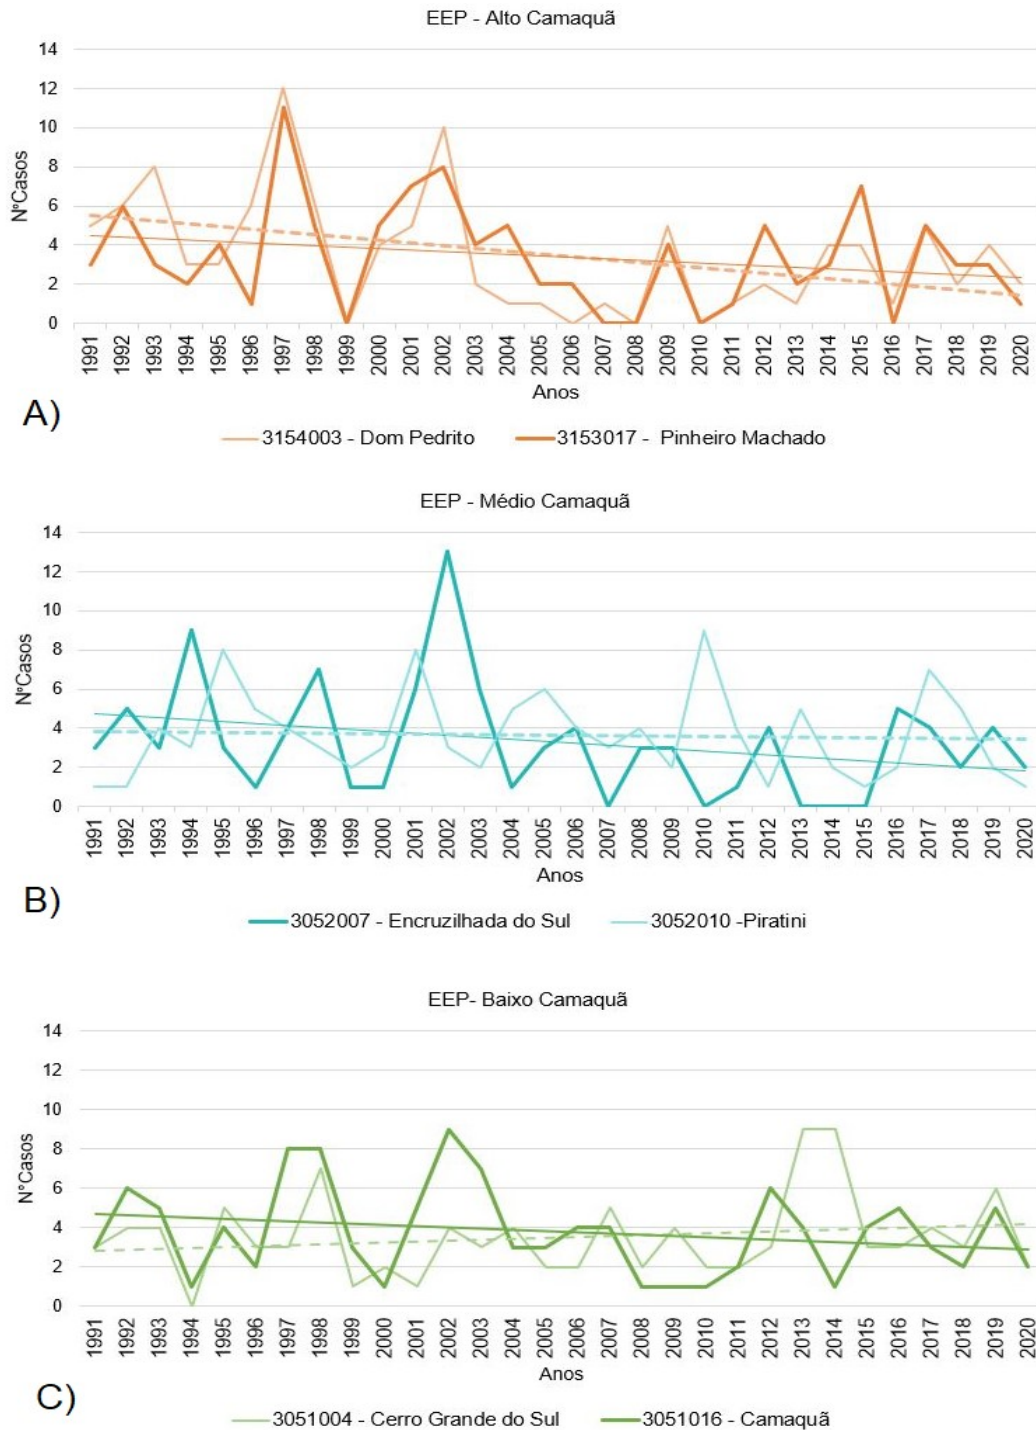 EEP - Alto Camaquã
14
12
10
8
6
4
2
0
NºCasos
1991 1992 1993 1994 1995 1996 1997 1998 1999 2000 2001 2002 2003 2004 2005 2006 2007 2008 2009 2010 2011 2012 2013 2014 2015 2016 2017 2018 2019 2020
Anos
A)
3154003 - Dom Pedrito 3153017 - Pinheiro Machado
EEP - Médio Camaquã
14
12
10
8
6
4
2
0
NºCasos
1991 1992 1993 1994 1995 1996 1997 1998 1999 2000 2001 2002 2003 2004 2005 2006 2007 2008 2009 2010 2011 2012 2013 2014 2015 2016 2017 2018 2019 2020
Anos
B)
3052007 - Encruzilhada do Sul 3052010 -Piratini
EEP- Baixo Camaquã
14
12
10
8
6
4
2
0
N°Casos
1991 1992 1993 1994 1995 1996 1997 1998 1999 2000 2001 2002 2003 2004 2005 2006 2007 2008 2009 2010 2011 2012 2013 2014 2015 2016 2017 2018 2019 2020
Anos
C)
3051004 - Cerro Grande do Sul 3051016 - Camaquã